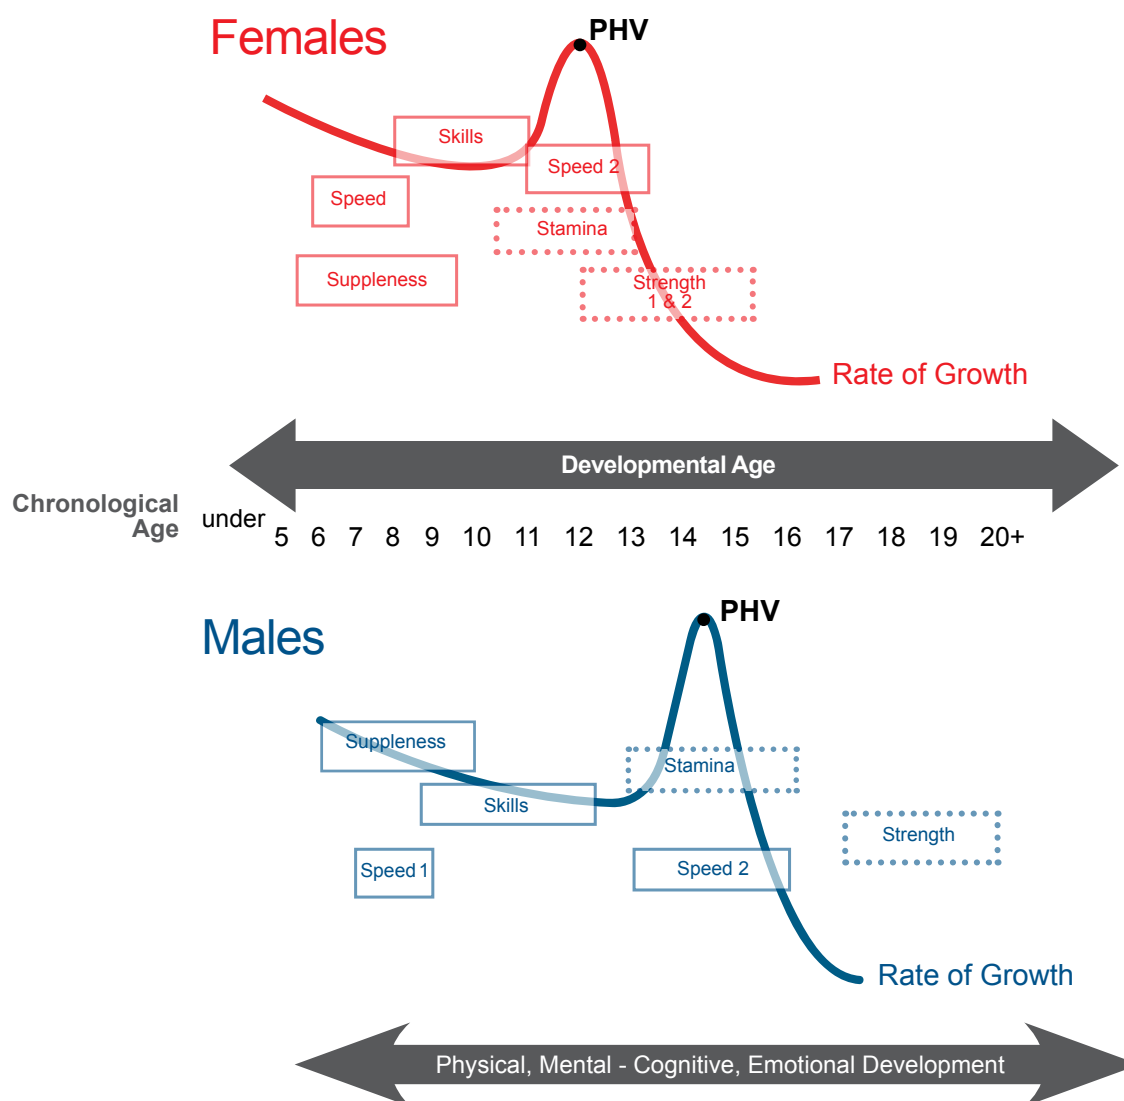 Females
PHV
Skills
Speed 2
Speed
Stamina
Suppleness
Strength
1 & 2
Rate of Growth
Developmental Age
Chronological
Age
under
5 6 7 8 9 10 11 12 13 14 15 16 17 18 19 20+
PHV
Males
Suppleness
Stamina
Skills
Strength
Speed 1
Speed 2
Rate of Growth
Physical, Mental - Cognitive, Emotional Development